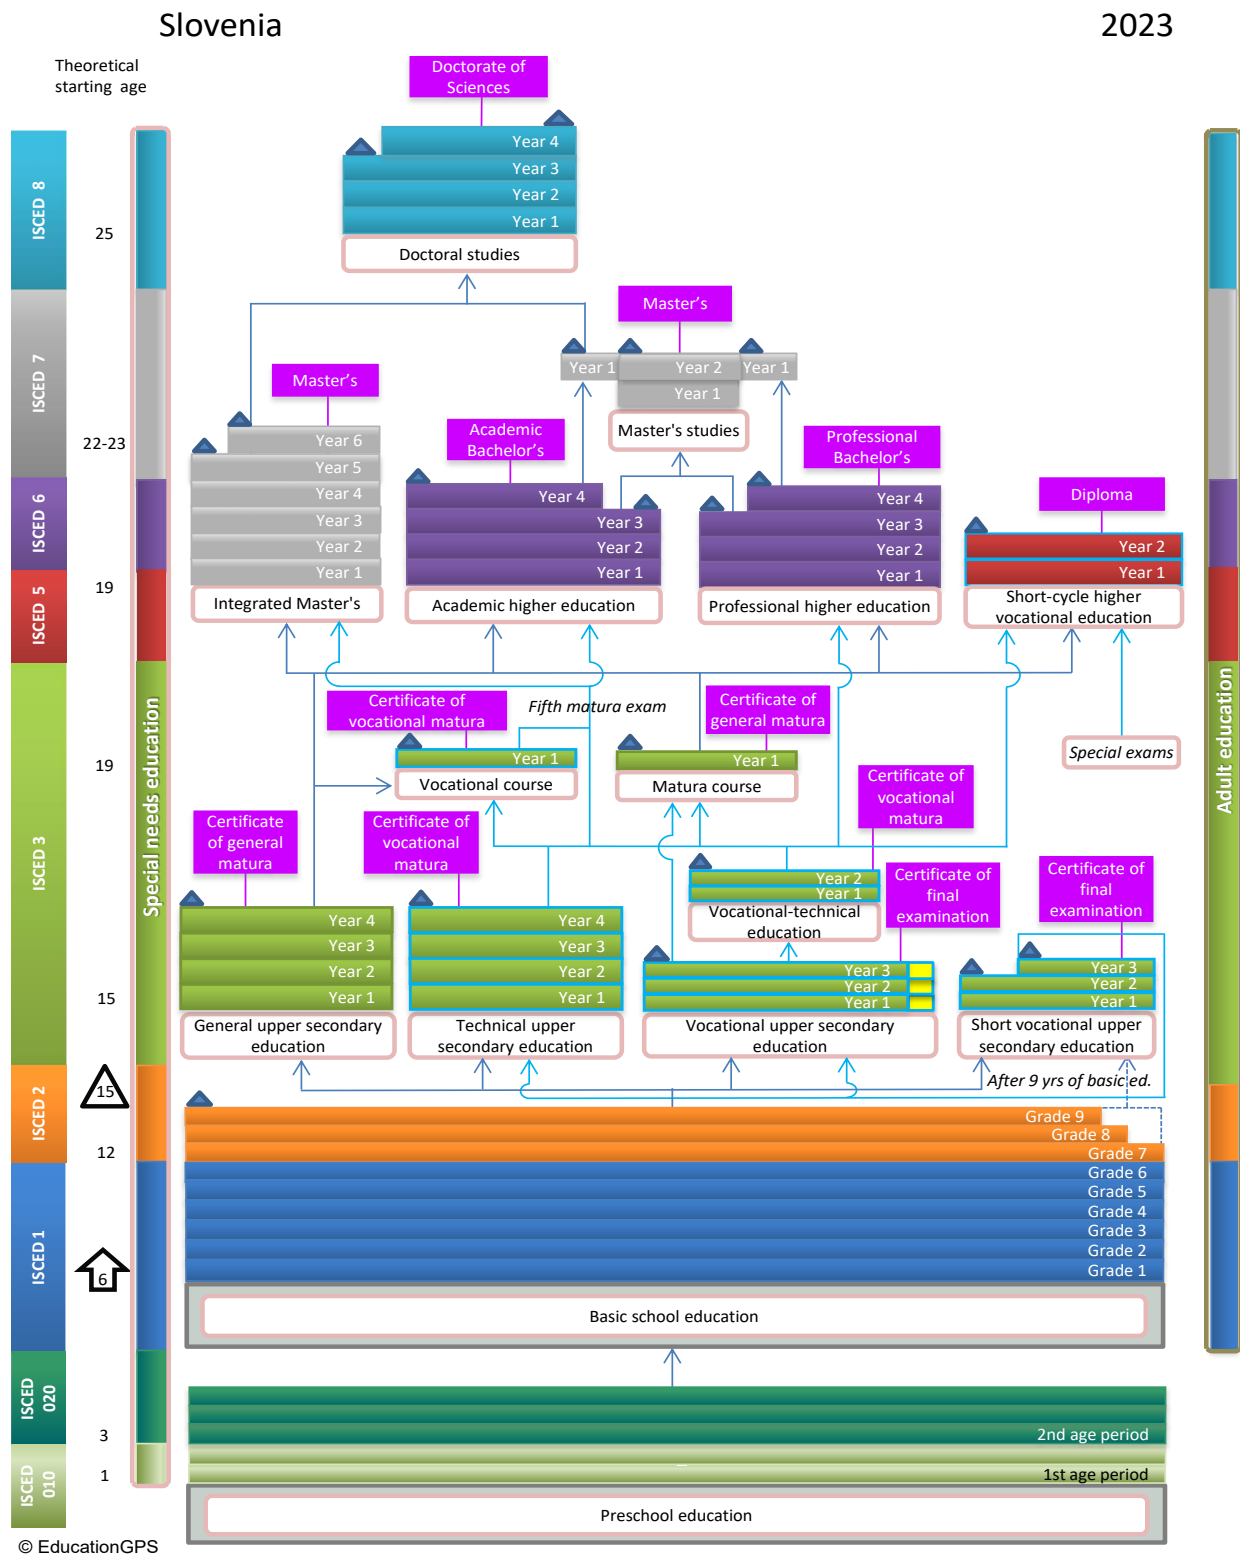 Slovenia
2023
Theoretical
starting age
Doctorate of
Sciences
ISCED 8
25
Year 4
Year 3
Year 2
Year 1
Doctoral studies
ISCED 7
22-23
Master's
Year 1
Year 2
Year 1
Year 1
Master's studies
Master's
Year 6
Year 5
Year 4
Year 3
Year 2
Year 1
Integrated Master's
ISCED 6
Academic
Bachelor's
Year 4
Year 3
Year 2
Year 1
Academic higher education
Professional
Bachelor's
Year 4
Year 3
Year 2
Year 1
Professional higher education
ISCED 5
19
Diploma
Year 2
Year 1
Short-cycle higher
vocational education
ISCED 3
Special needs education
Adult education
19
Certificate of
vocational matura
Fifth matura exam
Year 1
Vocational course
Certificate of
general matura
Year 1
Matura course
Special exams
Certificate
of general
matura
Year 4
Year 3
Year 2
Year 1
General upper secondary
education
Certificate of
vocational
matura
Year 4
Year 3
Year 2
Year 1
Technical upper
secondary education
Certificate of
vocational
matura
Year 2
Year 1
Vocational-technical
education
Certificate of
final
examination
Year 3
Year 2
Year 1
Vocational upper secondary
education
Certificate of
final
examination
Year 3
Year 2
Year 1
Short vocational upper
secondary education
15
After 9 yrs of basic ed.
ISCED 2
15
12
Grade 9
Grade 8
Grade 7
Grade 6
Grade 5
Grade 4
Grade 3
Grade 2
Grade 1
ISCED 1
6
Basic school education
ISCED
020
3
2nd age period
ISCED
010
1
1st age period
Preschool education
© EducationGPS